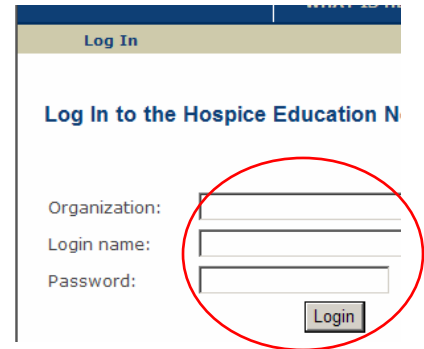 Log In
Log In to the Hospice Education
Organization:
Login name:
Password:
Login